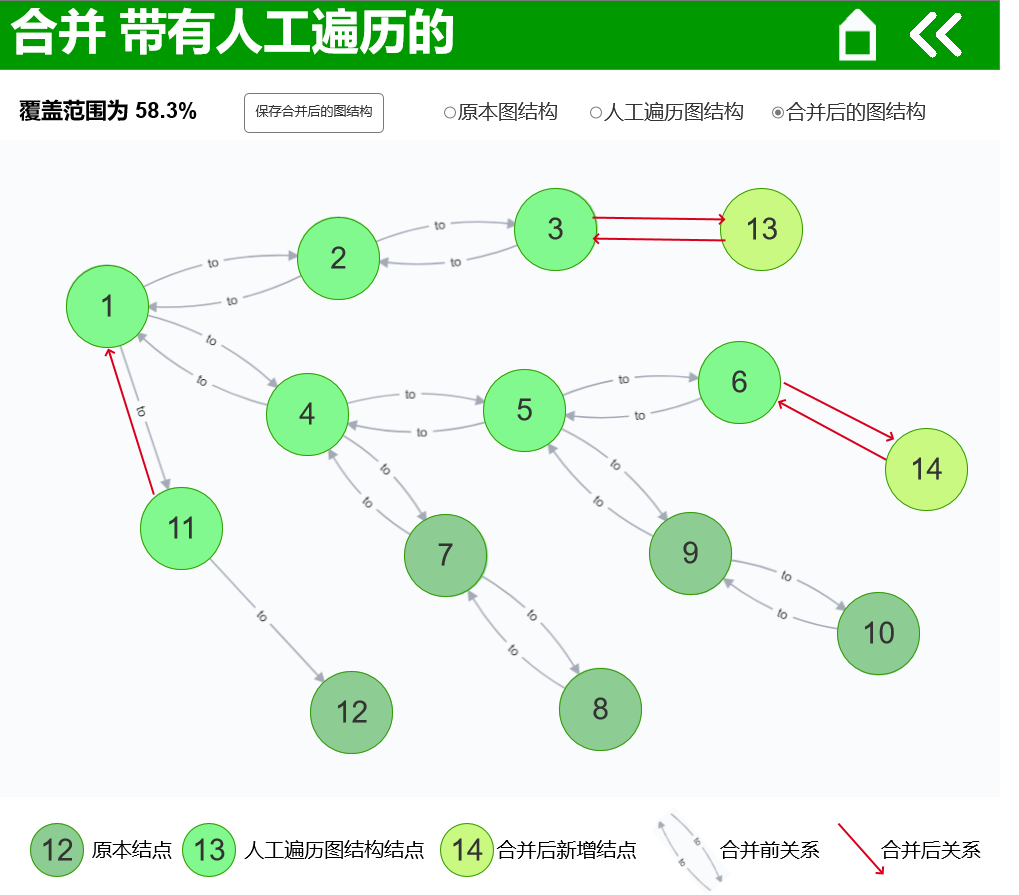 合并 带有人工遍历的
覆盖范围为 58.3%
保存合并后的图结构
原本图结构
人工遍历图结构
合并后的图结构
3
13
2
to
to
to
to
1
to
to
to
to
6
4
to
5
to
to
to
14
to
to
to
to
to
11
7
9
to
to
10
to
to
to
12
8
12 原本结点
13 人工遍历图结构结点
14 合并后新增结点
to
to
合并前关系
合并后关系